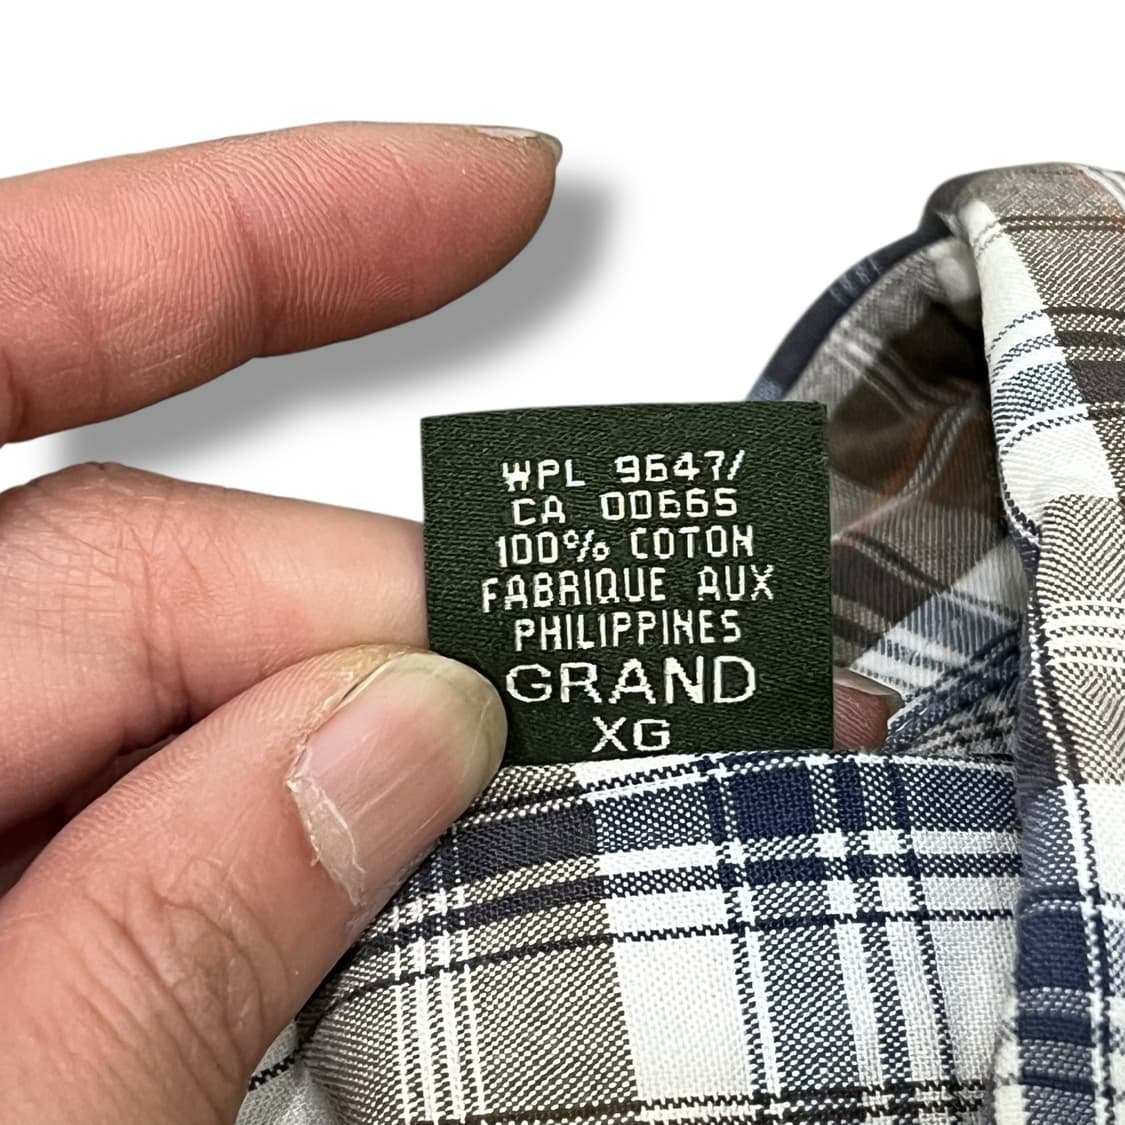 WPL 9647/
CA 00665
100% COTON
FABRIQUE AUX
PHILIPPINES
GRAND
XG